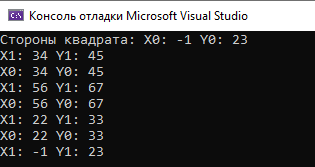 Консоль отладки Microsoft Visual Studio
Стороны квадрата: X0: -1 Y0: 23
X1: 34 Y1: 45
X0: 34 Y0: 45
X1: 56 Y1: 67
X0: 56 Y0: 67
X1: 22 Y1: 33
X0: 22 Y0: 33
X1: -1 Y1: 23